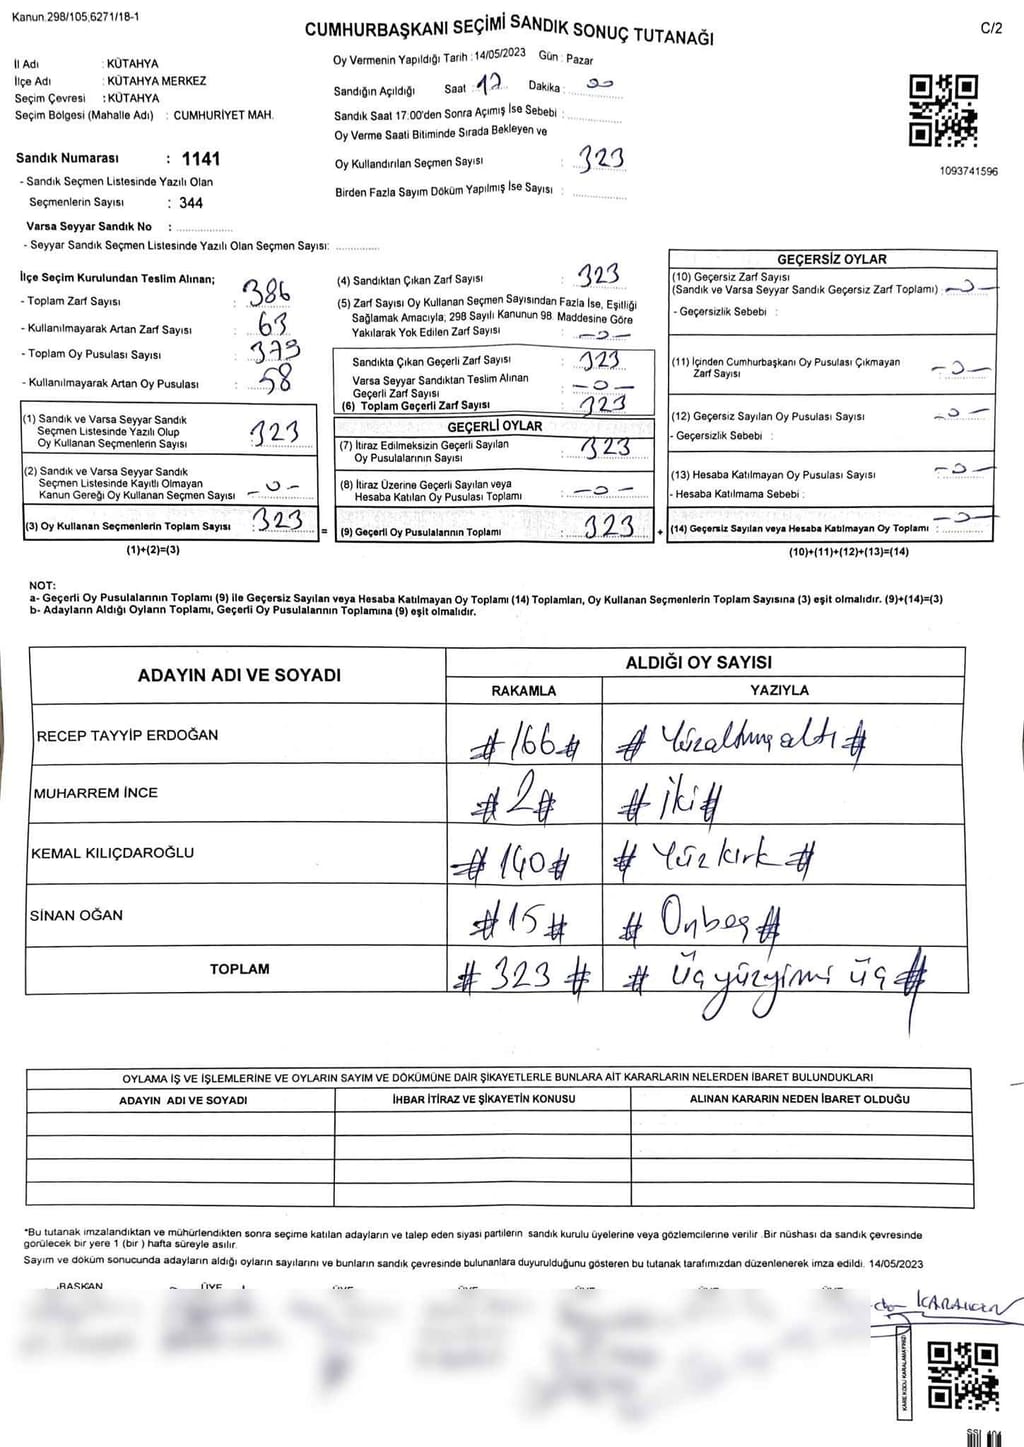 Kanun.298/105,6271/18-1
CUMHURBAŞKANI SEÇİMİ SANDIK SONUÇ TUTANAĞI
C/2
İl Adı : KÜTAHYA
İlçe Adı : KÜTAHYA MERKEZ
Seçim Çevresi : KÜTAHYA
Seçim Bölgesi (Mahalle Adı) : CUMHURİYET MAH.
Sandık Numarası : 1141
- Sandık Seçmen Listesinde Yazılı Olan
Seçmenlerin Sayısı : 344
Varsa Seyyar Sandık No : ..................
- Seyyar Sandık Seçmen Listesinde Yazılı Olan Seçmen Sayısı: ..............
Oy Vermenin Yapıldığı Tarih : 14/05/2023 Gün : Pazar
Sandığın Açıldığı Saat : 17 Dakika : 00
Sandık Saat 17:00'den Sonra Açımış İse Sebebi : ..................
Oy Verme Saati Bitiminde Sırada Bekleyen ve
Oy Kullandırılan Seçmen Sayısı : 323
Birden Fazla Sayım Döküm Yapılmış İse Sayısı : ..................
1093741596
İlçe Seçim Kurulundan Teslim Alınan;
- Toplam Zarf Sayısı : 386
- Kullanılmayarak Artan Zarf Sayısı : 63
- Toplam Oy Pusulası Sayısı : 379
- Kullanılmayarak Artan Oy Pusulası : 58
(1) Sandık ve Varsa Seyyar Sandık
Seçmen Listesinde Yazılı Olup
Oy Kullanan Seçmenlerin Sayısı : 323
(2) Sandık ve Varsa Seyyar Sandık
Seçmen Listesinde Kayıtlı Olmayan
Kanun Gereği Oy Kullanan Seçmen Sayısı : - 0 -
(3) Oy Kullanan Seçmenlerin Toplam Sayısı : 323
(1)+(2)=(3)
=
(4) Sandıktan Çıkan Zarf Sayısı : 323
(5) Zarf Sayısı Oy Kullanan Seçmen Sayısından Fazla İse, Eşitliği
Sağlamak Amacıyla, 298 Sayılı Kanunun 98. Maddesine Göre
Yakılarak Yok Edilen Zarf Sayısı : - 0 -
Sandıkta Çıkan Geçerli Zarf Sayısı : 323
Varsa Seyyar Sandıktan Teslim Alınan
Geçerli Zarf Sayısı : - 0 -
(6) Toplam Geçerli Zarf Sayısı : 323
GEÇERLİ OYLAR
(7) İtiraz Edilmeksizin Geçerli Sayılan
Oy Pusulalarının Sayısı : 323
(8) İtiraz Üzerine Geçerli Sayılan veya
Hesaba Katılan Oy Pusulası Toplamı : - 0 -
(9) Geçerli Oy Pusulalarının Toplamı : 323
+
GEÇERSİZ OYLAR
(10) Geçersiz Zarf Sayısı
(Sandık ve Varsa Seyyar Sandık Geçersiz Zarf Toplamı) : - 0 -
- Geçersizlik Sebebi :
(11) İçinden Cumhurbaşkanı Oy Pusulası Çıkmayan
Zarf Sayısı - 0 -
(12) Geçersiz Sayılan Oy Pusulası Sayısı - 0 -
- Geçersizlik Sebebi :
(13) Hesaba Katılmayan Oy Pusulası Sayısı - 0 -
- Hesaba Katılmama Sebebi :
(14) Geçersiz Sayılan veya Hesaba Katılmayan Oy Toplamı : - 0 -
(10)+(11)+(12)+(13)=(14)
NOT:
a- Geçerli Oy Pusulalarının Toplamı (9) ile Geçersiz Sayılan veya Hesaba Katılmayan Oy Toplamı (14) Toplamları, Oy Kullanan Seçmenlerin Toplam Sayısına (3) eşit olmalıdır. (9)+(14)=(3)
b- Adayların Aldığı Oyların Toplamı, Geçerli Oy Pusulalarının Toplamına (9) eşit olmalıdır.
ADAYIN ADI VE SOYADI
ALDIĞI OY SAYISI
RAKAMLA YAZIYLA
RECEP TAYYİP ERDOĞAN # 166 # # Yüzaltmış altı #
MUHARREM İNCE # 2 # # İki #
KEMAL KILIÇDAROĞLU # 140 # # Yüz kırk #
SİNAN OĞAN # 15 # # Onbeş #
TOPLAM # 323 # # Üç yüzyirmi üç #
OYLAMA İŞ VE İŞLEMLERİNE VE OYLARIN SAYIM VE DÖKÜMÜNE DAİR ŞİKAYETLERLE BUNLARA AİT KARARLARIN NELERDEN İBARET BULUNDUKLARI
ADAYIN ADI VE SOYADI İHBAR İTİRAZ VE ŞİKAYETİN KONUSU ALINAN KARARIN NEDEN İBARET OLDUĞU
*Bu tutanak imzalandıktan ve mühürlendikten sonra seçime katılan adayların ve talep eden siyasi partilerin sandık kurulu üyelerine veya gözlemcilerine verilir .Bir nüshası da sandık çevresinde
görülecek bir yere 1 (bir ) hafta süreyle asılır.
Sayım ve döküm sonucunda adayların aldığı oyların sayılarını ve bunların sandık çevresinde bulunanlara duyurulduğunu gösteren bu tutanak tarafımızdan düzenlenerek imza edildi. 14/05/2023
BAŞKAN ÜYE
KARE KODU KARALAMAYINIZ!